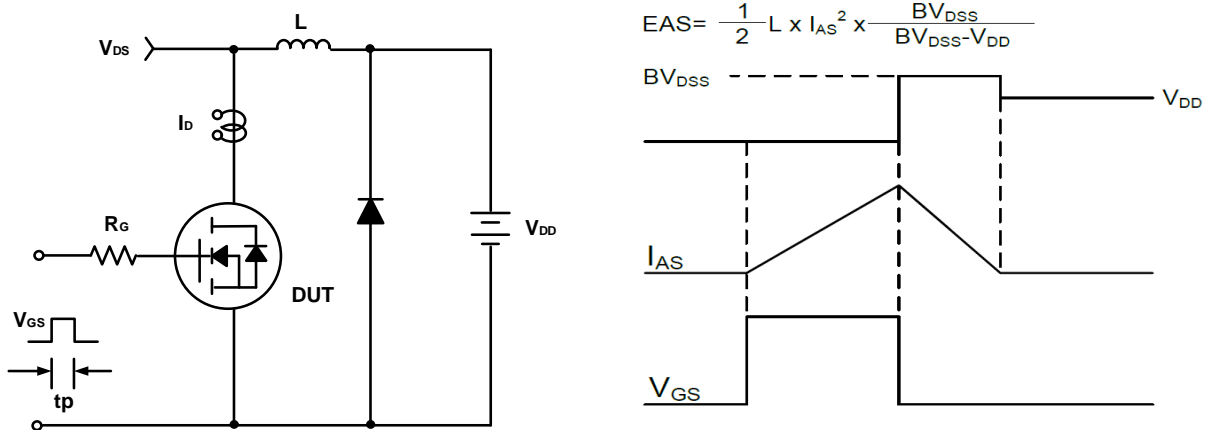 L
VDS
ID
RG
VDD
DUT
VGS
tp
EAS= 1/2 L x IAS² x BVDSS/BVDSS-VDD
BVDSS
VDD
IAS
VGS